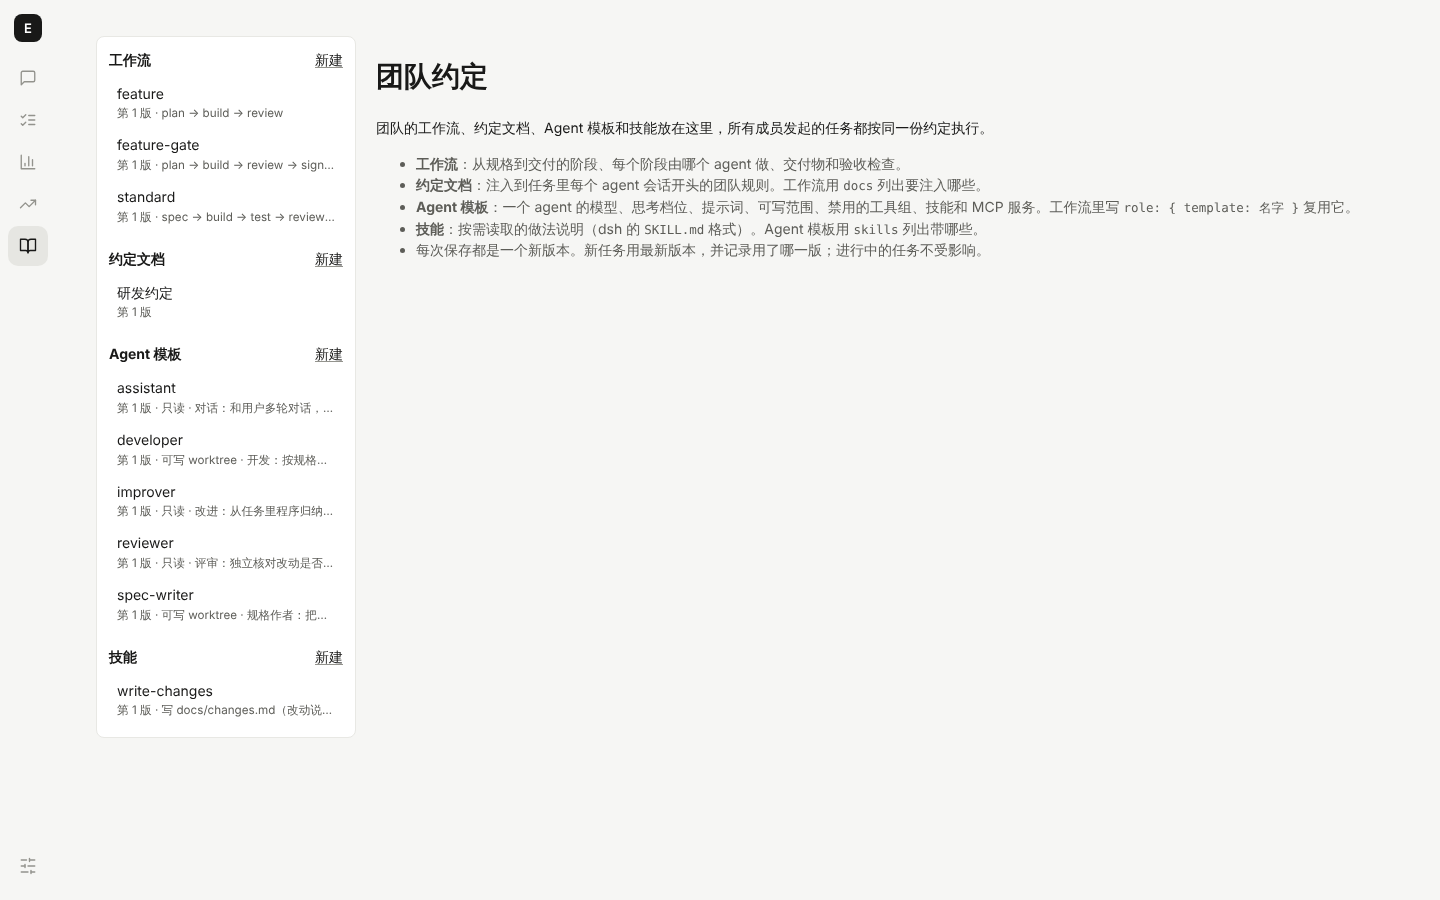 E
工作流 新建
feature
第 1 版 · plan → build → review
feature-gate
第 1 版 · plan → build → review → sign...
standard
第 1 版 · spec → build → test → review...
约定文档 新建
研发约定
第 1 版
Agent 模板 新建
assistant
第 1 版 · 只读 · 对话：和用户多轮对话，...
developer
第 1 版 · 可写 worktree · 开发：按规格...
improver
第 1 版 · 只读 · 改进：从任务里程序归纳...
reviewer
第 1 版 · 只读 · 评审：独立核对改动是否...
spec-writer
第 1 版 · 可写 worktree · 规格作者：把...
技能 新建
write-changes
第 1 版 · 写 docs/changes.md（改动说...
团队约定
团队的工作流、约定文档、Agent 模板和技能放在这里，所有成员发起的任务都按同一份约定执行。
• 工作流：从规格到交付的阶段、每个阶段由哪个 agent 做、交付物和验收检查。
• 约定文档：注入到任务里每个 agent 会话开头的团队规则。工作流用 docs 列出要注入哪些。
• Agent 模板：一个 agent 的模型、思考档位、提示词、可写范围、禁用的工具组、技能和 MCP 服务。工作流里写 role: { template: 名字 } 复用它。
• 技能：按需读取的做法说明（dsh 的 SKILL.md 格式）。Agent 模板用 skills 列出带哪些。
• 每次保存都是一个新版本。新任务用最新版本，并记录用了哪一版；进行中的任务不受影响。